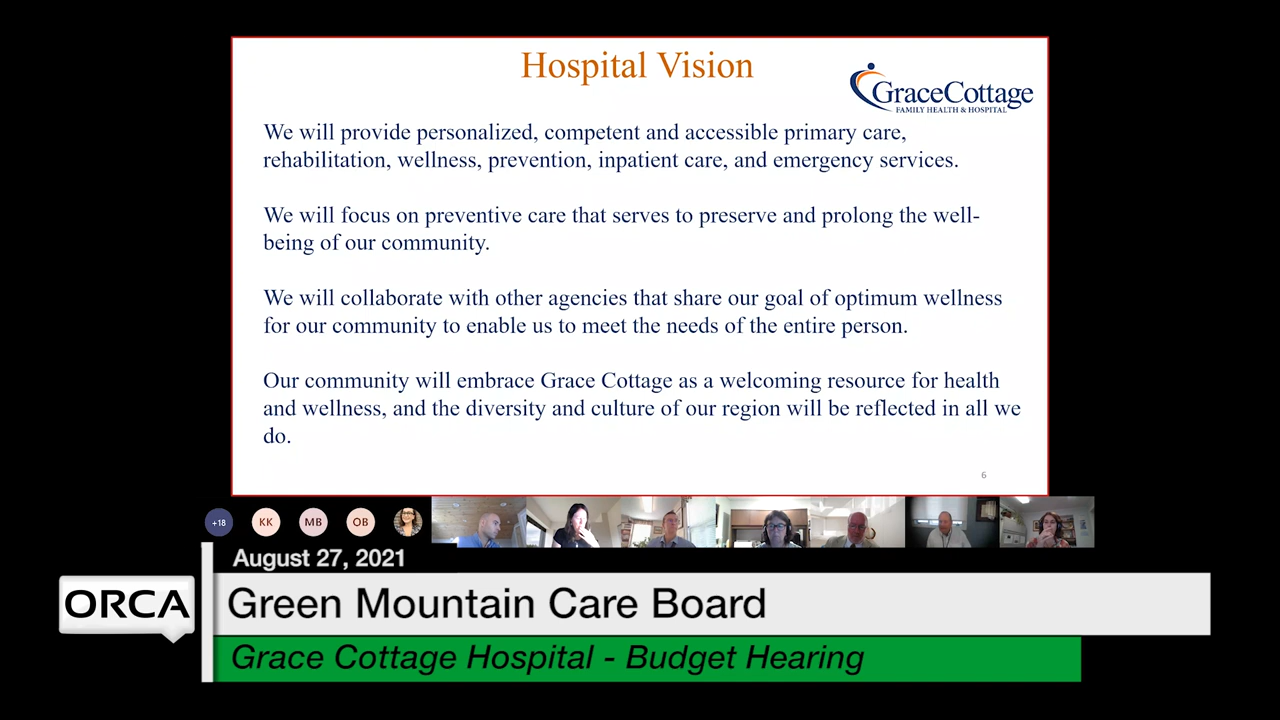 Hospital Vision
GraceCottage
FAMILY HEALTH & HOSPITAL
We will provide personalized, competent and accessible primary care,
rehabilitation, wellness, prevention, inpatient care, and emergency services.
We will focus on preventive care that serves to preserve and prolong the well-
being of our community.
We will collaborate with other agencies that share our goal of optimum wellness
for our community to enable us to meet the needs of the entire person.
Our community will embrace Grace Cottage as a welcoming resource for health
and wellness, and the diversity and culture of our region will be reflected in all we
do.
6
+18
KK
MB
OB
August 27, 2021
ORCA
Green Mountain Care Board
Grace Cottage Hospital - Budget Hearing